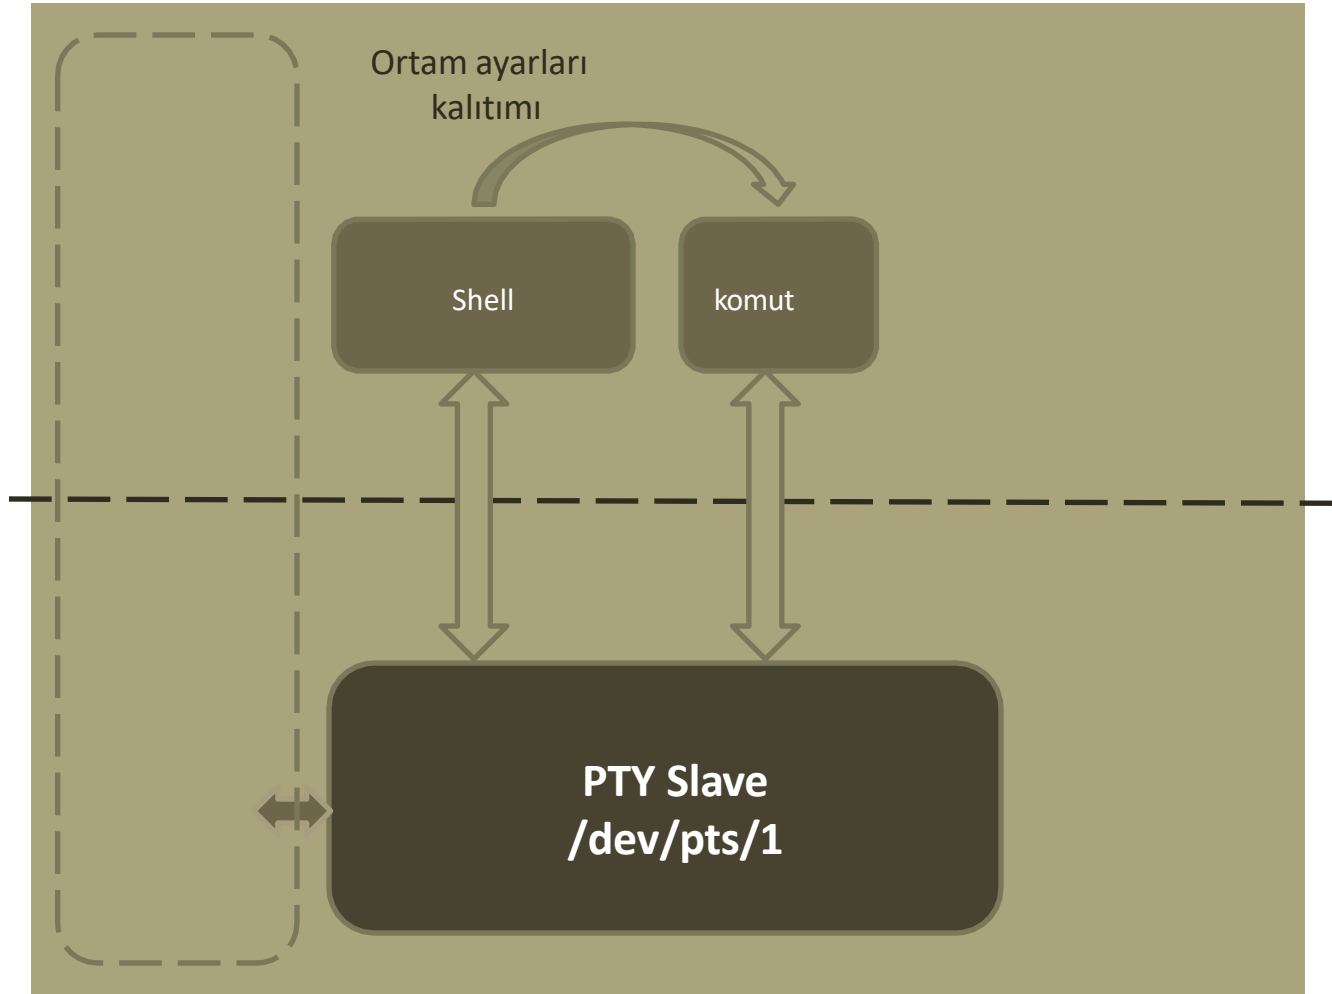 Ortam ayarları
kalıtımı
Shell
komut
PTY Slave
/dev/pts/1